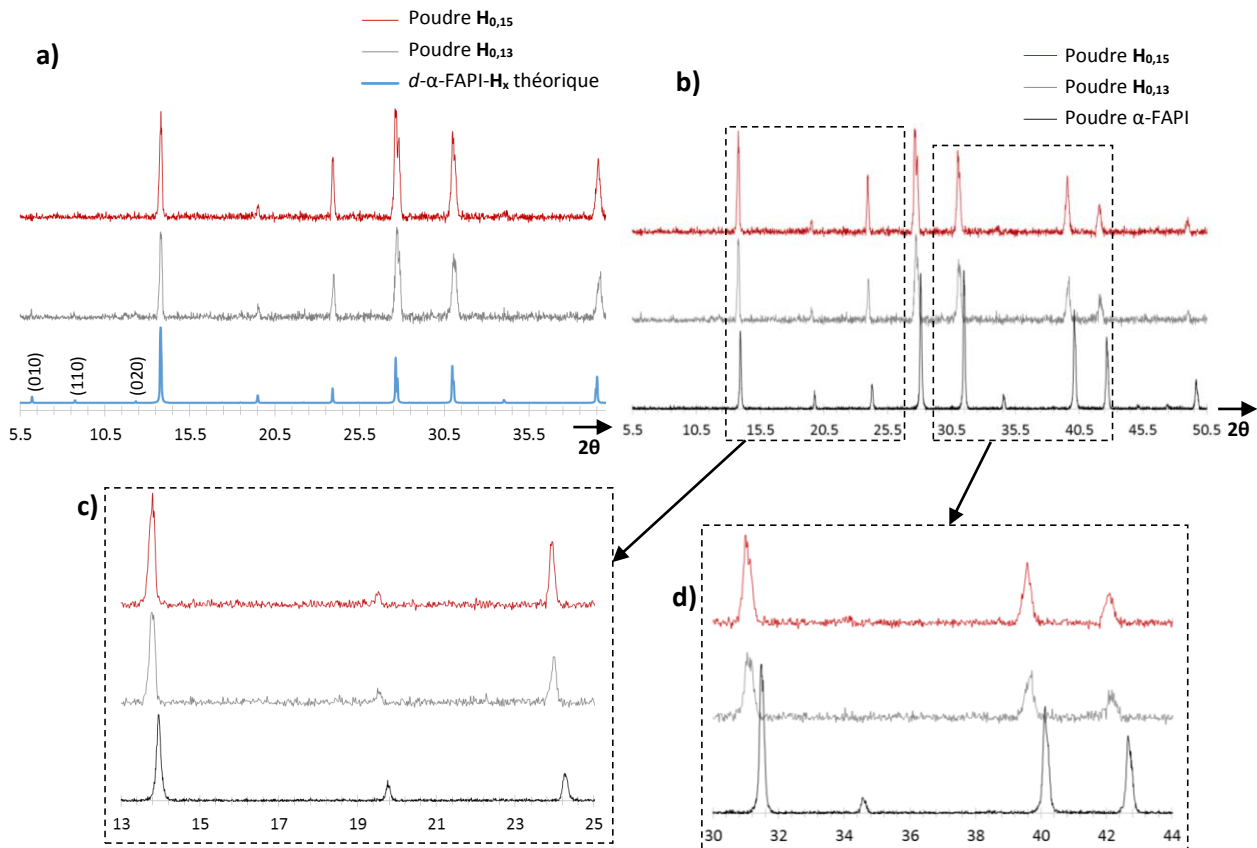 a)
Poudre H0,15
Poudre H0,13
d-α-FAPI-Hx théorique
(010)
(110)
(020)
5.5 10.5 15.5 20.5 25.5 30.5 35.5
2θ
b)
Poudre H0,15
Poudre H0,13
Poudre α-FAPI
5.5 10.5 15.5 20.5 25.5 30.5 35.5 40.5 45.5 50.5
2θ
c)
13 15 17 19 21 23 25
d)
30 32 34 36 38 40 42 44